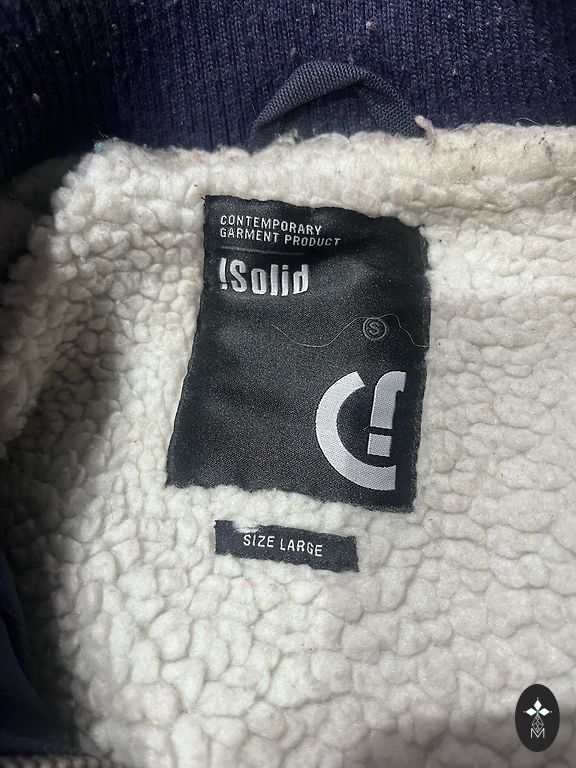 CONTEMPORARY
GARMENT PRODUCT
!Solid
S
SIZE LARGE
M